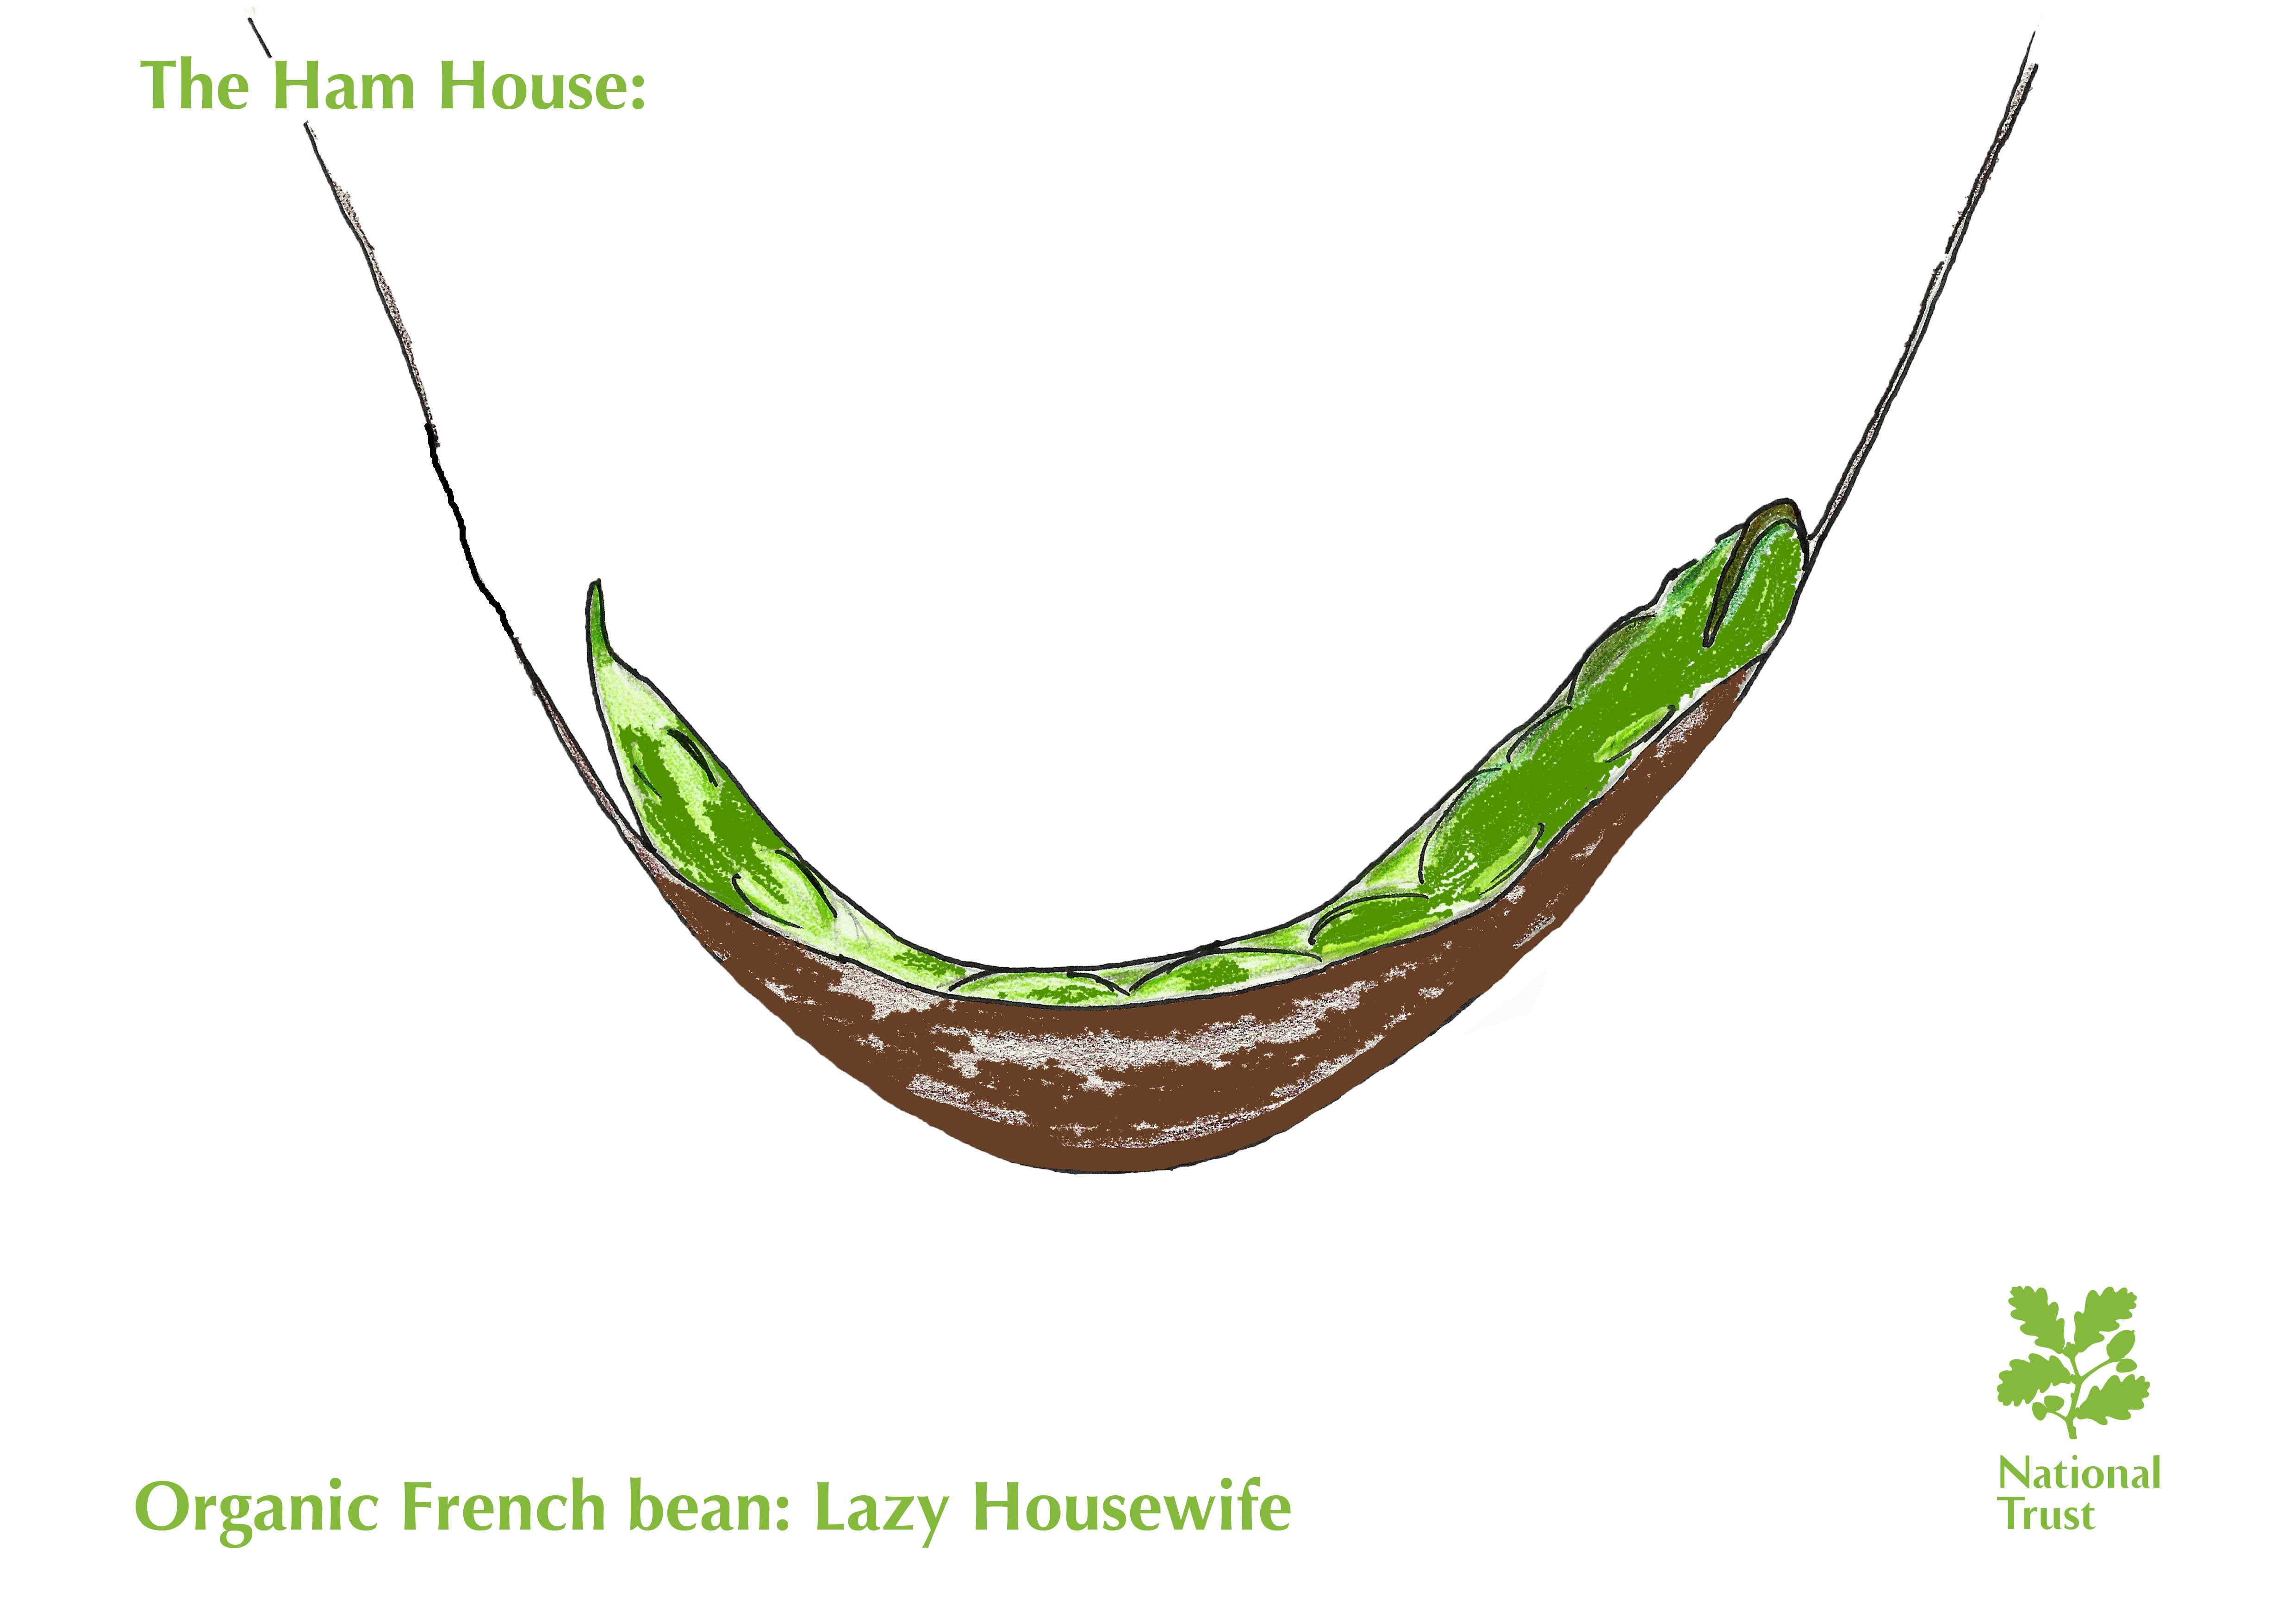 The Ham House:
Organic French bean: Lazy Housewife
National
Trust